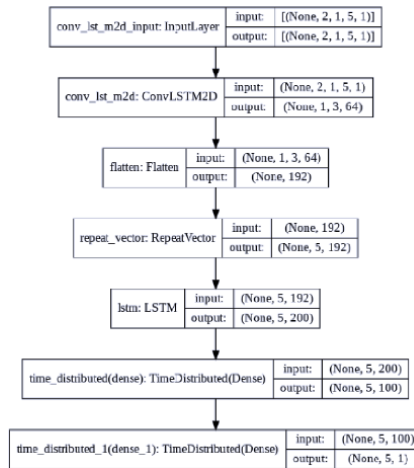 conv_lst_m2d_input: InputLayer input: [(None, 2, 1, 5, 1)]
output: [(None, 2, 1, 5, 1)]
conv_lst_m2d: ConvLSTM2D input: (None, 2, 1, 5, 1)
output: (None, 1, 3, 64)
flatten: Flatten input: (None, 1, 3, 64)
output: (None, 192)
repeat_vector: RepeatVector input: (None, 192)
output: (None, 5, 192)
lstm: LSTM input: (None, 5, 192)
output: (None, 5, 200)
time_distributed(dense): TimeDistributed(Dense) input: (None, 5, 200)
output: (None, 5, 100)
time_distributed_1(dense_1): TimeDistributed(Dense) input: (None, 5, 100)
output: (None, 5, 1)